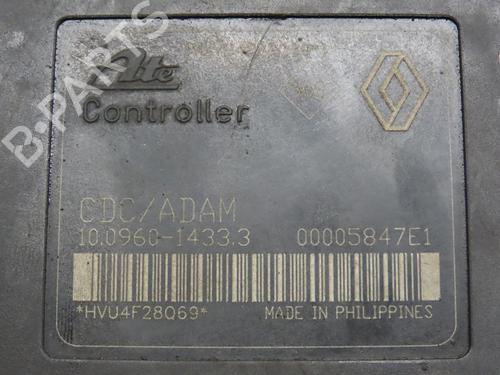 B-PARTS
Ate
Controller
CDC/ADAM
10.0960-1433.3 00005847E1
*HVU4F28Q69* MADE IN PHILIPPINES